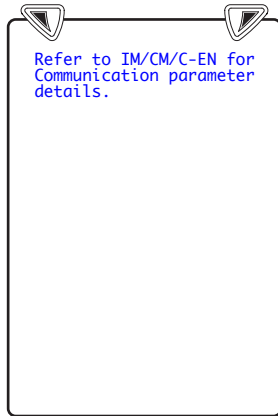 Refer to IM/CM/C-EN for
Communication parameter
details.